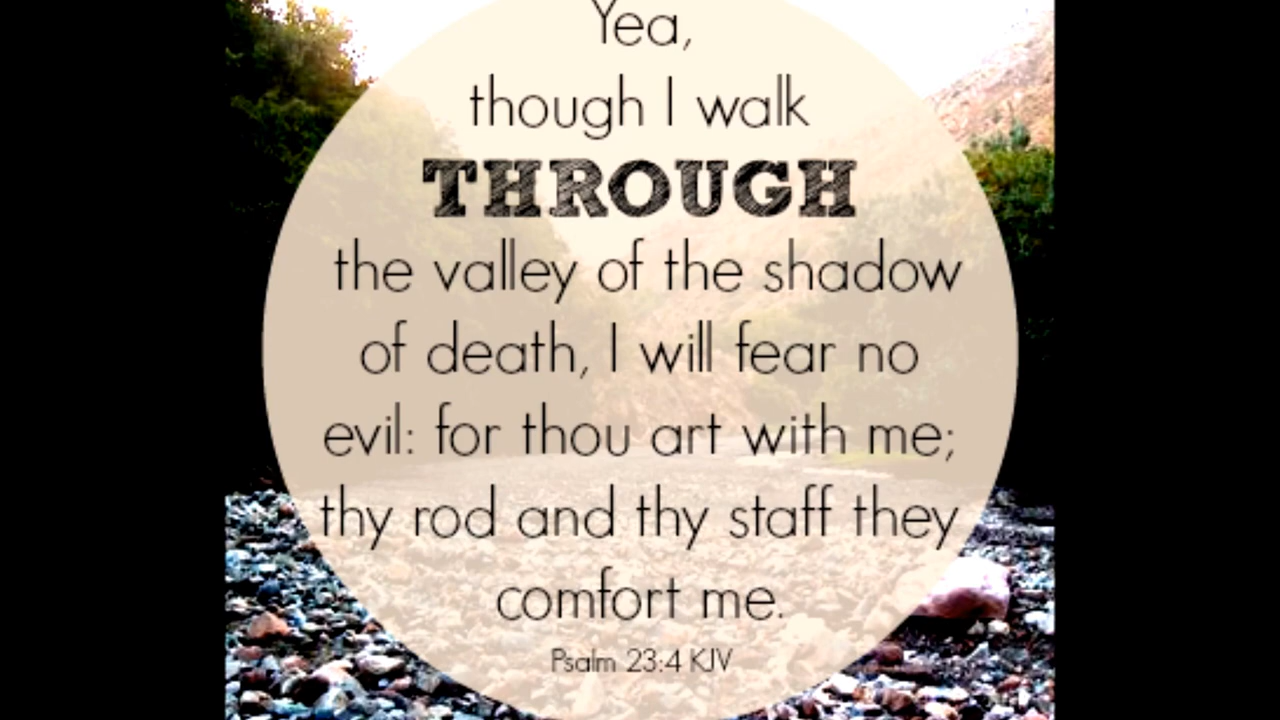 Yea,
though I walk
THROUGH
the valley of the shadow
of death, I will fear no
evil: for thou art with me;
thy rod and thy staff they
comfort me.
Psalm 23:4 KJV